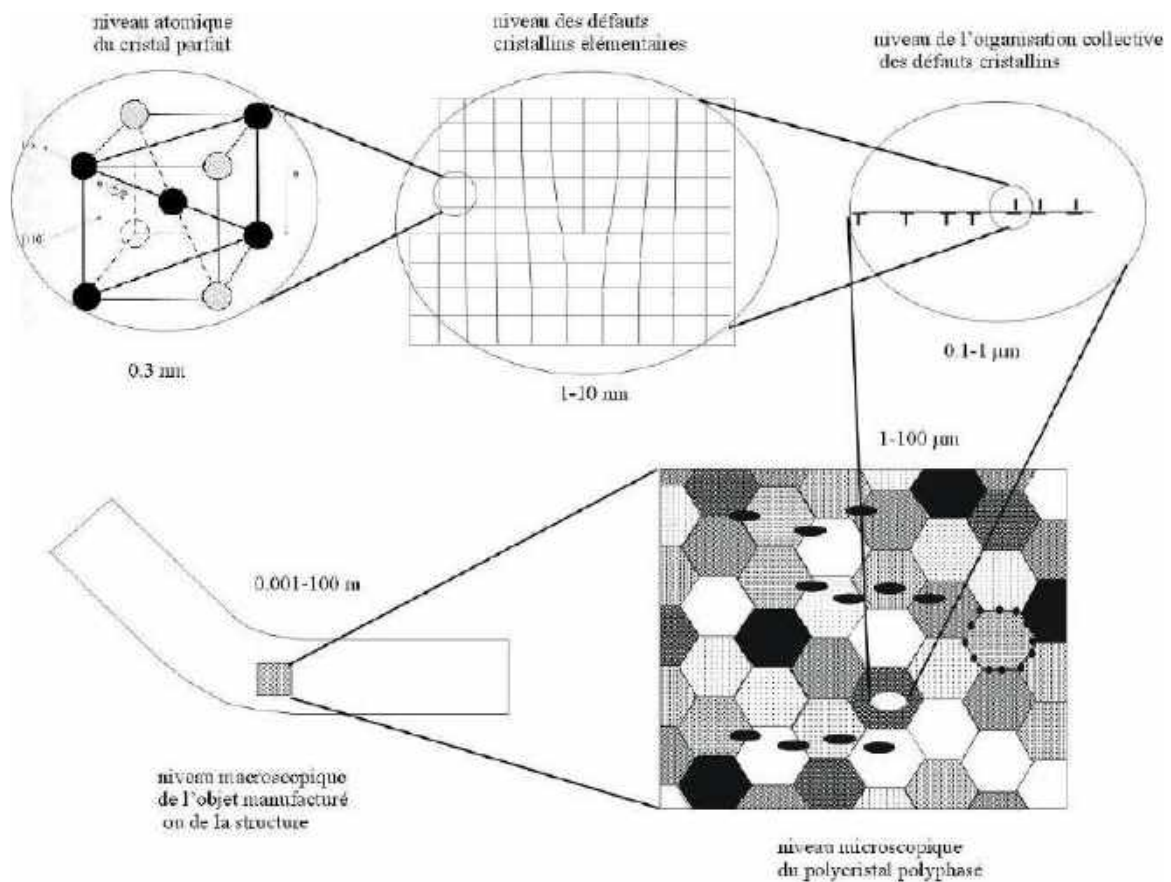 niveau atomique
du cristal parfait
niveau des défauts
cristallins elémentaires
niveau de l'organisation collective
des défauts cristallins
0.3 nm
1-10 nm
0.1-1 µm
1-100 µm
0.001-100 m
niveau macroscopique
de l'objet manufacturé
ou de la structure
niveau microscopique
du polycristal polyphasé